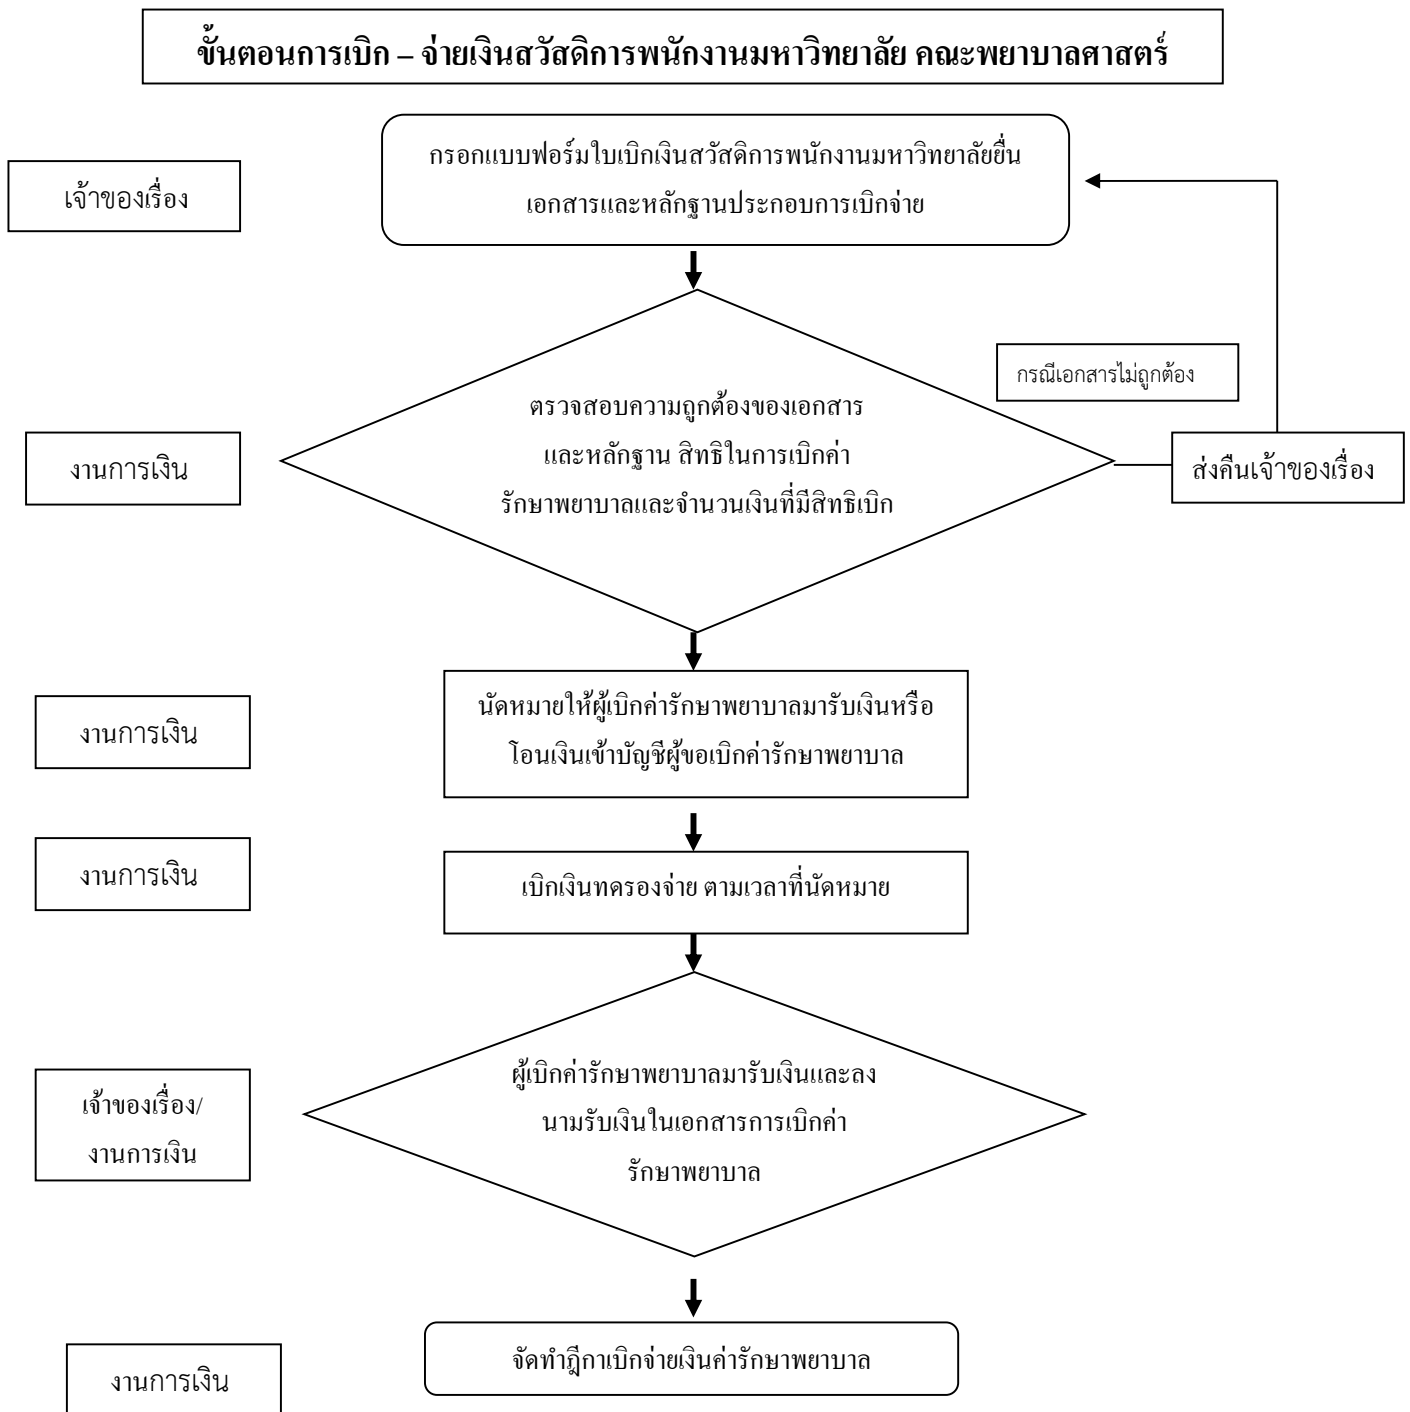 ขั้นตอนการเบิก – จ่ายเงินสวัสดิการพนักงานมหาวิทยาลัย คณะพยาบาลศาสตร์
เจ้าของเรื่อง
กรอกแบบฟอร์มใบเบิกเงินสวัสดิการพนักงานมหาวิทยาลัยยื่น
เอกสารและหลักฐานประกอบการเบิกจ่าย
กรณีเอกสารไม่ถูกต้อง
งานการเงิน
ตรวจสอบความถูกต้องของเอกสาร
และหลักฐาน สิทธิในการเบิกค่า
รักษาพยาบาลและจำนวนเงินที่มีสิทธิเบิก
ส่งคืนเจ้าของเรื่อง
งานการเงิน
นัดหมายให้ผู้เบิกค่ารักษาพยาบาลมารับเงินหรือ
โอนเงินเข้าบัญชีผู้ขอเบิกค่ารักษาพยาบาล
งานการเงิน
เบิกเงินทดรองจ่าย ตามเวลาที่นัดหมาย
เจ้าของเรื่อง/
งานการเงิน
ผู้เบิกค่ารักษาพยาบาลมารับเงินและลง
นามรับเงินในเอกสารการเบิกค่า
รักษาพยาบาล
งานการเงิน
จัดทำฎีกาเบิกจ่ายเงินค่ารักษาพยาบาล